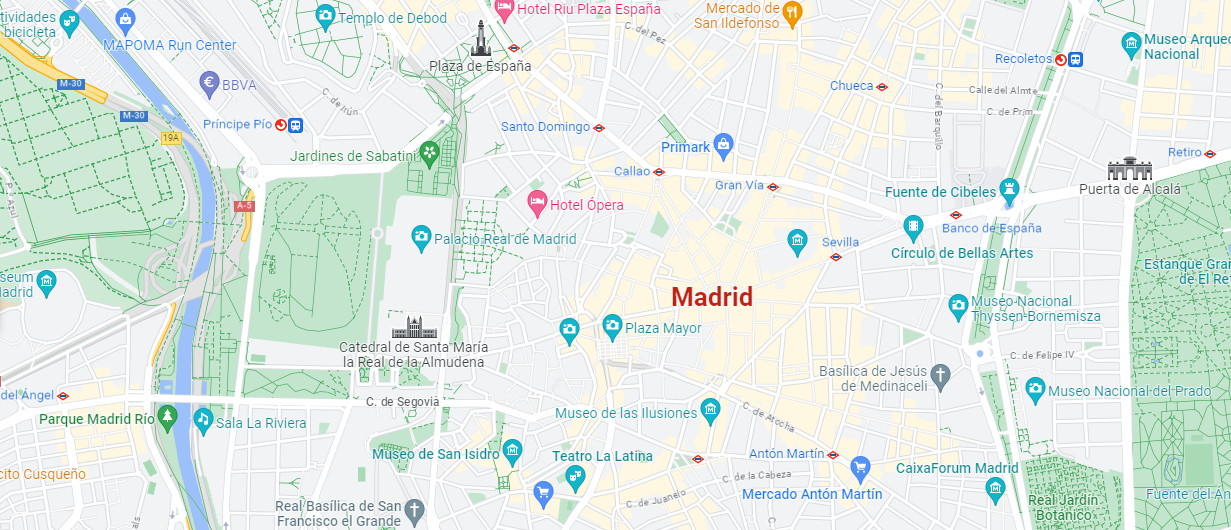 Hotel Riu Plaza España
Mercado de
San Ildefonso
Templo de Debod
bicicleta
MAPOMA Run Center
C. del Pez
Museo Arque
Nacional
Plaza de España
Recoletos
M-30
BBVA
Chueca
Calle del Almte
C. de Irún
C. del Barquillo
C. de Prim
M-30
Príncipe Pío
Santo Domingo
19A
Primark
Jardines de Sabatini
Retiro
Callao
Gran Vía
Puerta de Alcalá
Fuente de Cibeles
A-5
Hotel Ópera
Banco de España
Palacio Real de Madrid
Sevilla
Círculo de Bellas Artes
Estanque Gran
de El Ret
Madrid
Museo Nacional
Thyssen-Bornemisza
Plaza Mayor
Catedral de Santa María
la Real de la Almudena
C. de Felipe IV
Basílica de Jesús
de Medinaceli
Museo Nacional del Prado
del Ángel
C. de Segovia
Museo de las Ilusiones
C. de Atocha
Parque Madrid Río
Sala La Riviera
Museo de San Isidro
Teatro La Latina
Antón Martín
CaixaForum Madrid
cito Cusqueño
C. de la Cabeza
Mercado Antón Martín
C. de Juanelo
Real Jardín
Botánico
Fuente del Án
Real Basílica de San
Francisco el Grande